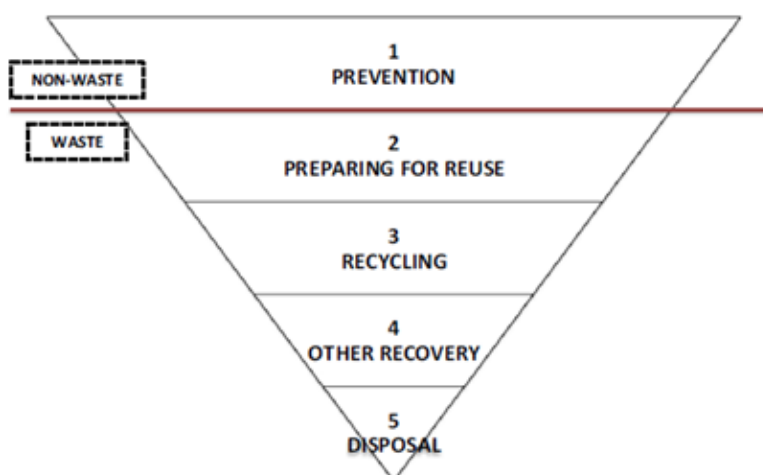 1
PREVENTION
NON-WASTE
WASTE
2
PREPARING FOR REUSE
3
RECYCLING
4
OTHER RECOVERY
5
DISPOSAL